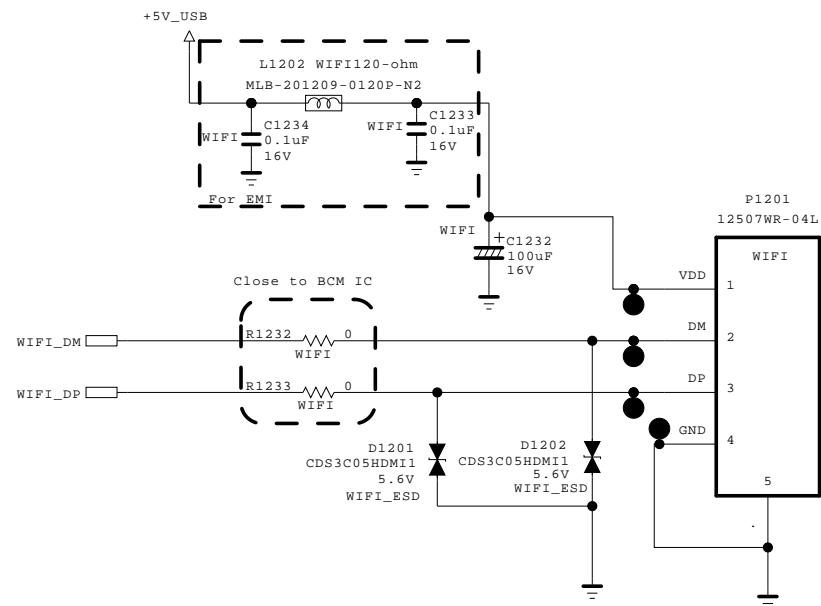 +5V_USB
L1202 WIFI120-ohm
MLB-201209-0120P-N2
WIFI
C1234
0.1uF
16V
WIFI
C1233
0.1uF
16V
For EMI
WIFI
+
C1232
100uF
16V
P1201
12507WR-04L
WIFI
VDD
1
DM
2
DP
3
GND
4
5
Close to BCM IC
WIFI_DM
R1232
0
WIFI
WIFI_DP
R1233
0
WIFI
D1201
CDS3C05HDMI1
5.6V
WIFI_ESD
D1202
CDS3C05HDMI1
5.6V
WIFI_ESD
.